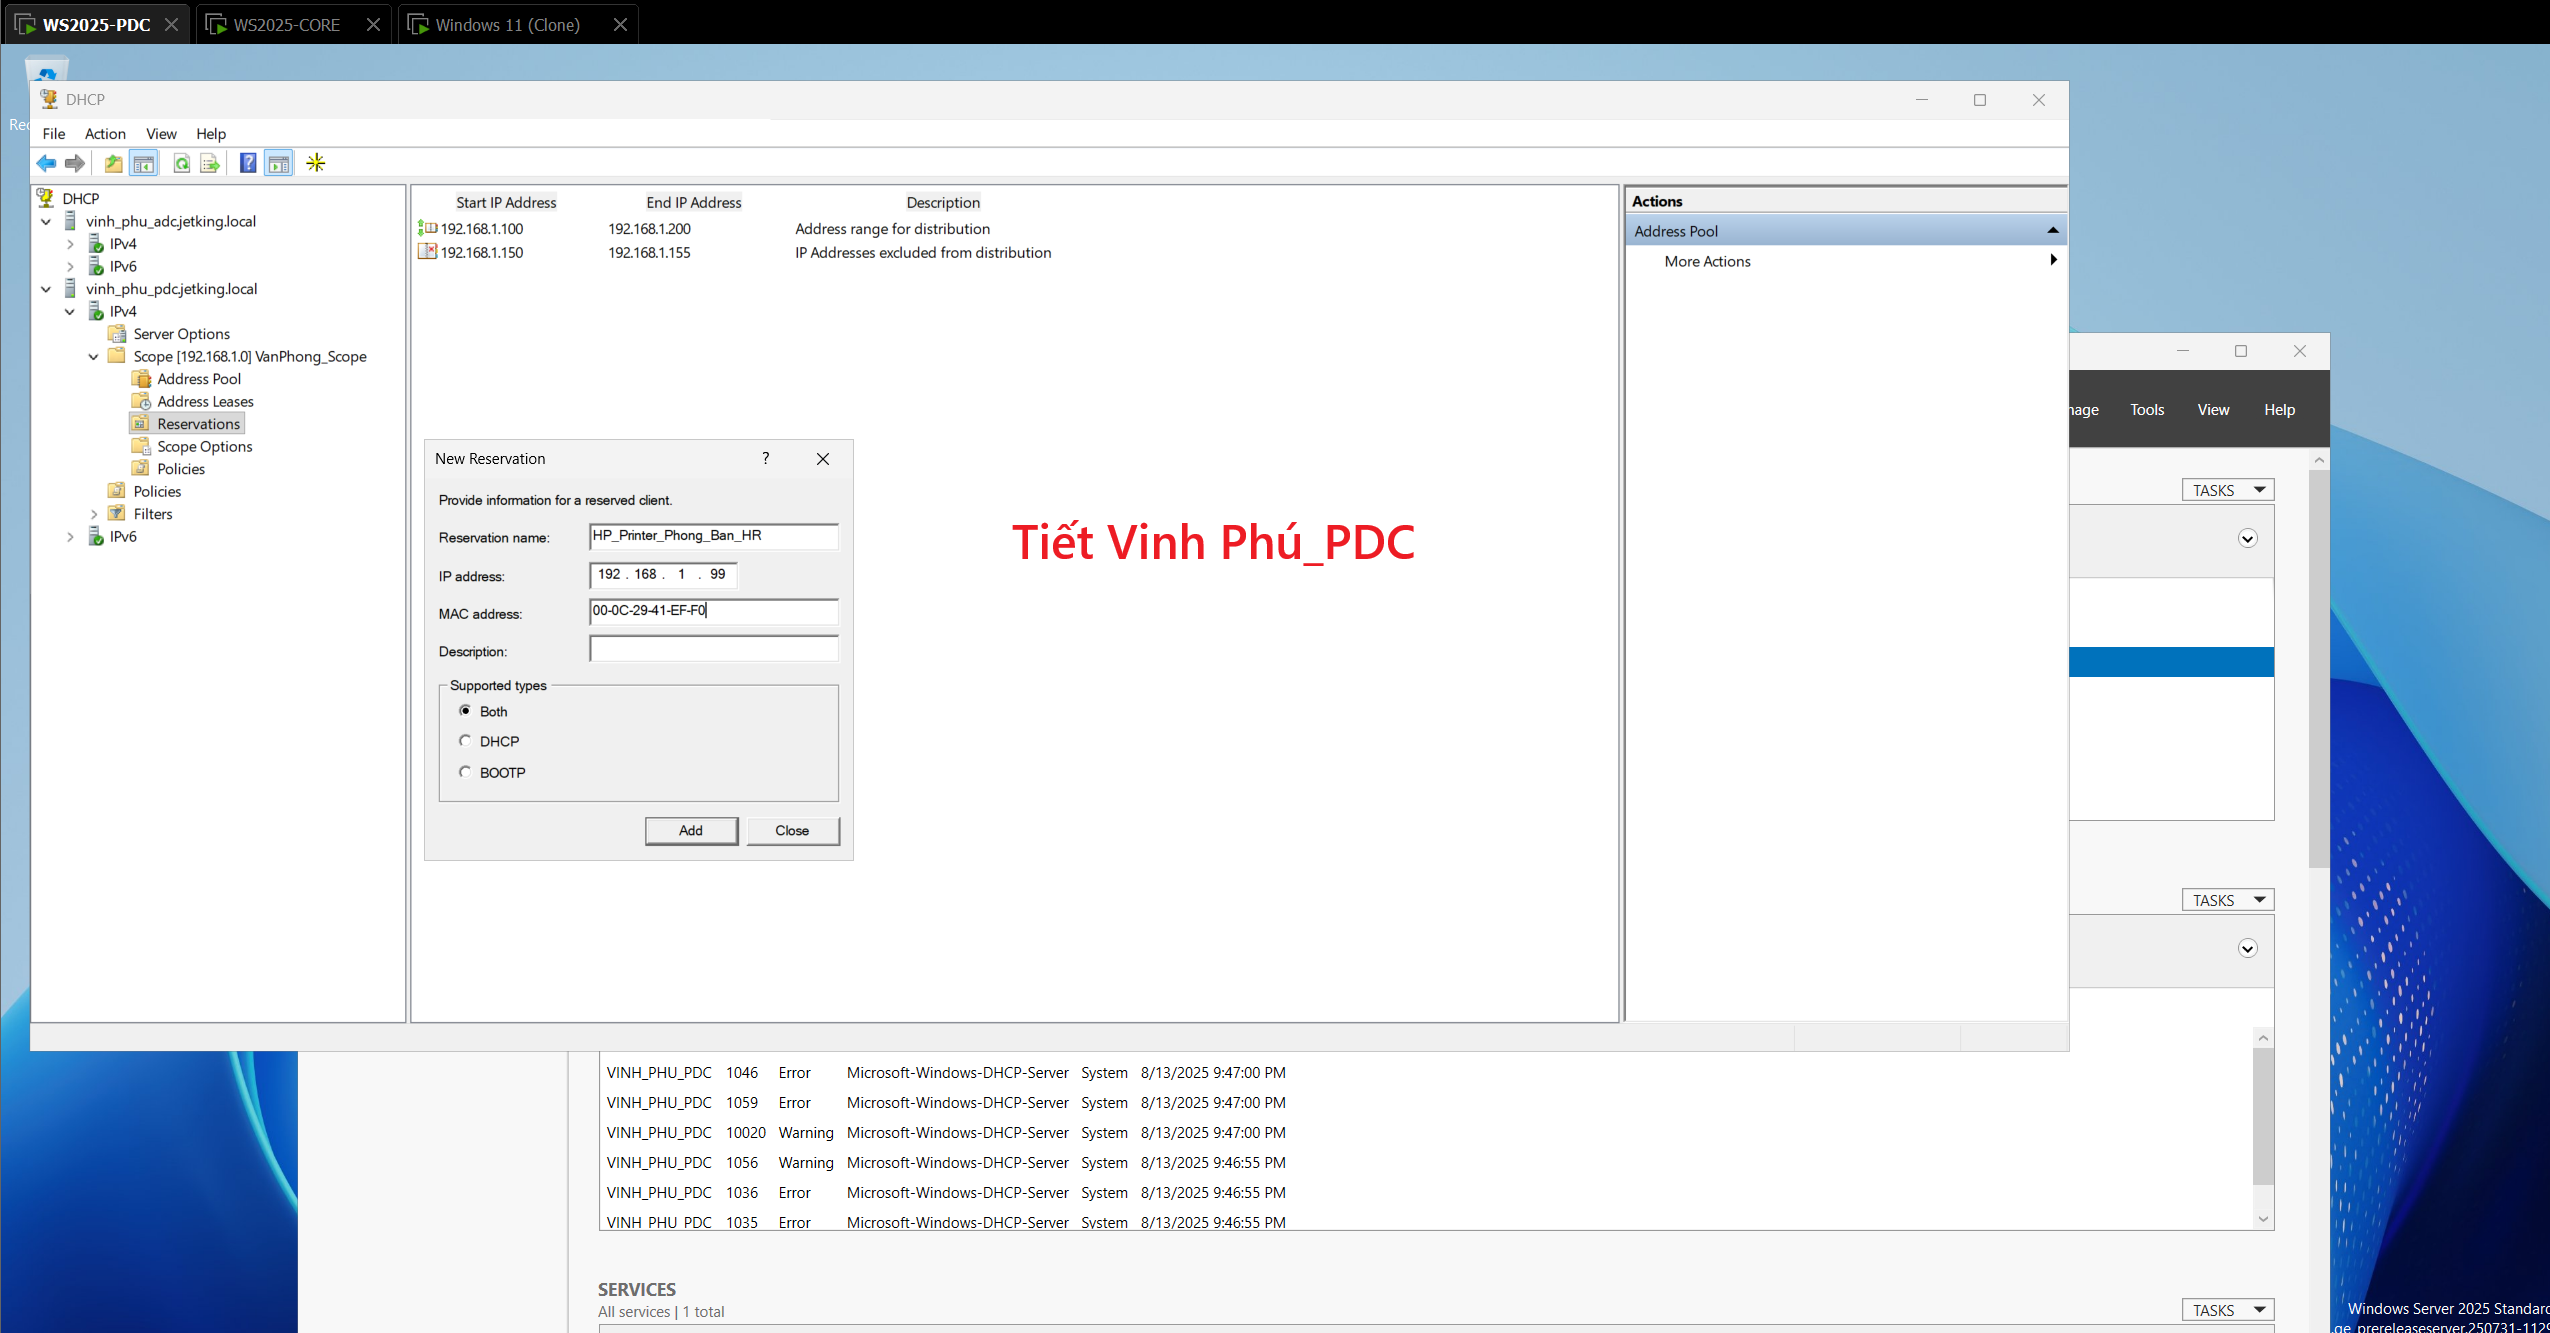 WS2025-PDC
WS2025-CORE
Windows 11 (Clone)
DHCP
File Action View Help
DHCP
vinh_phu_adc.jetking.local
IPv4
IPv6
vinh_phu_pdc.jetking.local
IPv4
Server Options
Scope [192.168.1.0] VanPhong_Scope
Address Pool
Address Leases
Reservations
Scope Options
Policies
Policies
Filters
IPv6
Start IP Address End IP Address Description
192.168.1.100 192.168.1.200 Address range for distribution
192.168.1.150 192.168.1.155 IP Addresses excluded from distribution
Actions
Address Pool
More Actions
New Reservation ?
Provide information for a reserved client.
Reservation name: HP_Printer_Phong_Ban_HR
IP address: 192 . 168 . 1 . 99
MAC address: 00-0C-29-41-EF-F0
Description:
Supported types
Both
DHCP
BOOTP
Add Close
Tiết Vinh Phú_PDC
Tools View Help
TASKS
TASKS
VINH_PHU_PDC 1046 Error Microsoft-Windows-DHCP-Server System 8/13/2025 9:47:00 PM
VINH_PHU_PDC 1059 Error Microsoft-Windows-DHCP-Server System 8/13/2025 9:47:00 PM
VINH_PHU_PDC 10020 Warning Microsoft-Windows-DHCP-Server System 8/13/2025 9:47:00 PM
VINH_PHU_PDC 1056 Warning Microsoft-Windows-DHCP-Server System 8/13/2025 9:46:55 PM
VINH_PHU_PDC 1036 Error Microsoft-Windows-DHCP-Server System 8/13/2025 9:46:55 PM
VINH_PHU_PDC 1035 Error Microsoft-Windows-DHCP-Server System 8/13/2025 9:46:55 PM
SERVICES
All services | 1 total
TASKS
Windows Server 2025 Standard